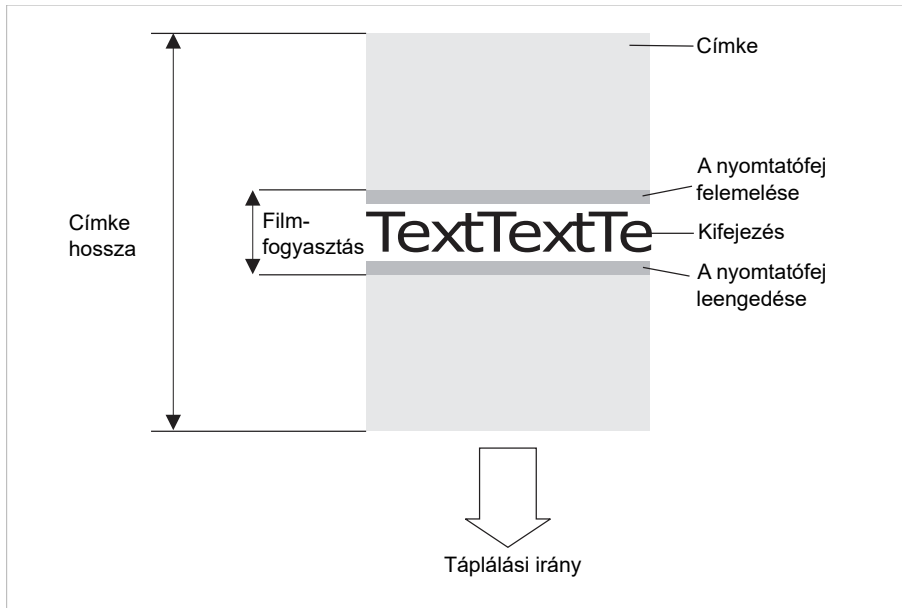 Címke
A nyomtatófej
felemelése
Címke
hossza
Film-
fogyasztás
TextTextTe
Kifejezés
A nyomtatófej
leengedése
Táplálási irány